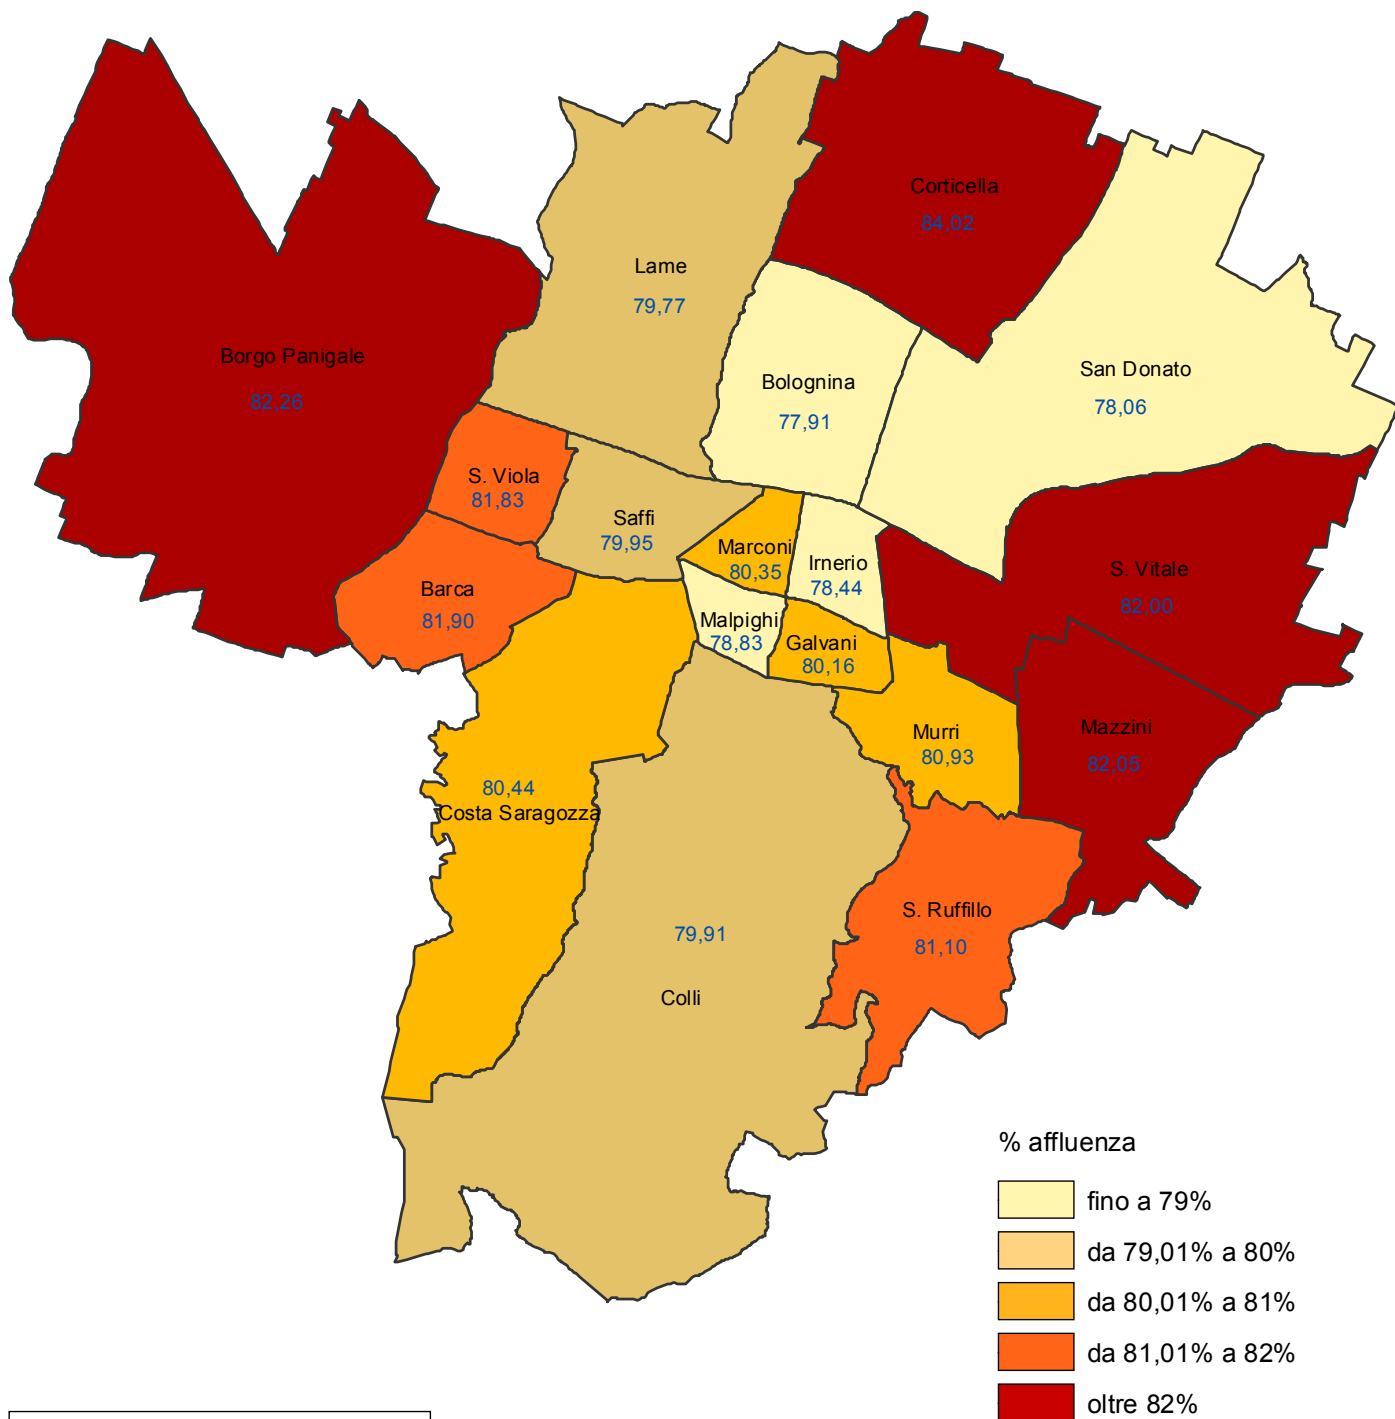 Corticella
84,02
Lame
79,77
Borgo Panigale
82,26
Bolognina
77,91
San Donato
78,06
S. Viola
81,83
Saffi
79,95
Marconi
80,35
Irnerio
78,44
S. Vitale
82,00
Barca
81,90
Malpighi
78,83
Galvani
80,16
Murri
80,93
Mazzini
82,05
80,44
Costa Saragozza
S. Ruffillo
81,10
79,91
Colli
% affluenza
fino a 79%
da 79,01% a 80%
da 80,01% a 81%
da 81,01% a 82%
oltre 82%